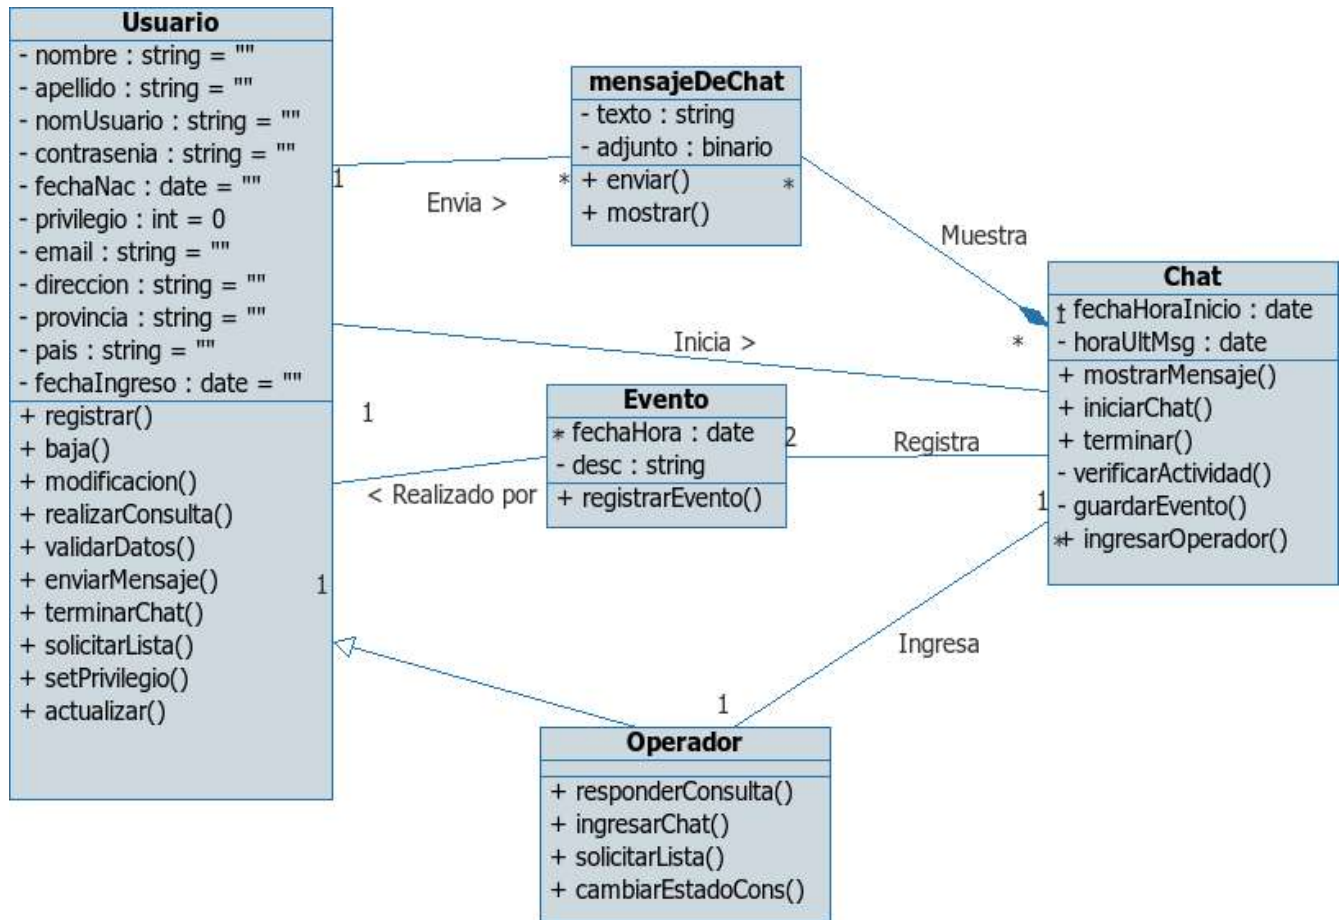 Usuario
- nombre : string = ""
- apellido : string = ""
- nomUsuario : string = ""
- contrasenia : string = ""
- fechaNac : date = ""
- privilegio : int = 0
- email : string = ""
- direccion : string = ""
- provincia : string = ""
- pais : string = ""
- fechaIngreso : date = ""
+ registrar()
+ baja()
+ modificacion()
+ realizarConsulta()
+ validarDatos()
+ enviarMensaje()
+ terminarChat()
+ solicitarLista()
+ setPrivilegio()
+ actualizar()
1
Envia >
*
mensajeDeChat
- texto : string
- adjunto : binario
+ enviar()
+ mostrar()
*
Muestra
1
Inicia >
*
1
< Realizado por
Evento
* fechaHora : date
- desc : string
+ registrarEvento()
2
Registra
1
Chat
fechaHoraInicio : date
- horaUltMsg : date
+ mostrarMensaje()
+ iniciarChat()
+ terminar()
- verificarActividad()
- guardarEvento()
+ ingresarOperador()
*
Ingresa
1
1
Operador
+ responderConsulta()
+ ingresarChat()
+ solicitarLista()
+ cambiarEstadoCons()